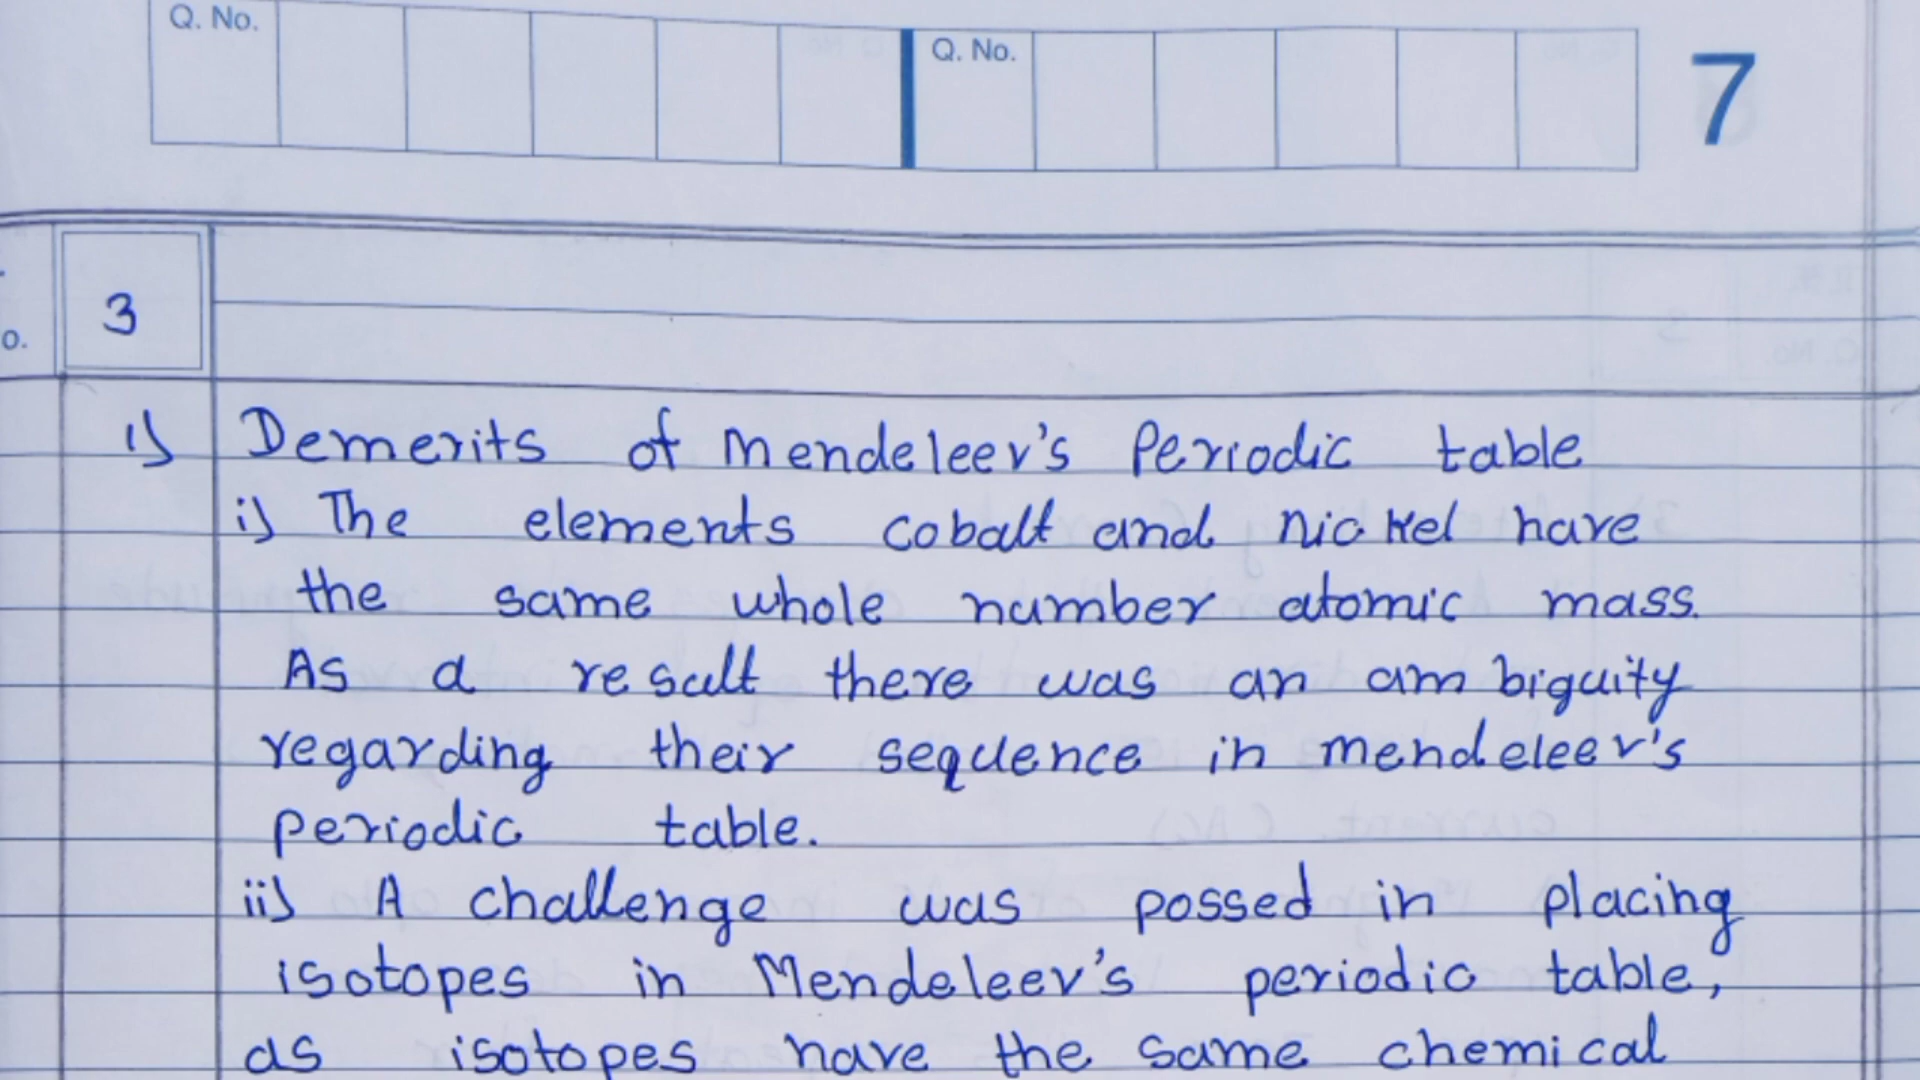 Q. No.
Q. No.
7
o.
3
1) Demerits of Mendeleev's Periodic table
i) The elements cobalt and Nickel have
the same whole number atomic mass.
As a result there was an ambiguity
regarding their sequence in mendeleev's
periodic table.
ii) A challenge was possed in placing
isotopes in Mendeleev's periodic table,
as isotopes have the same chemical